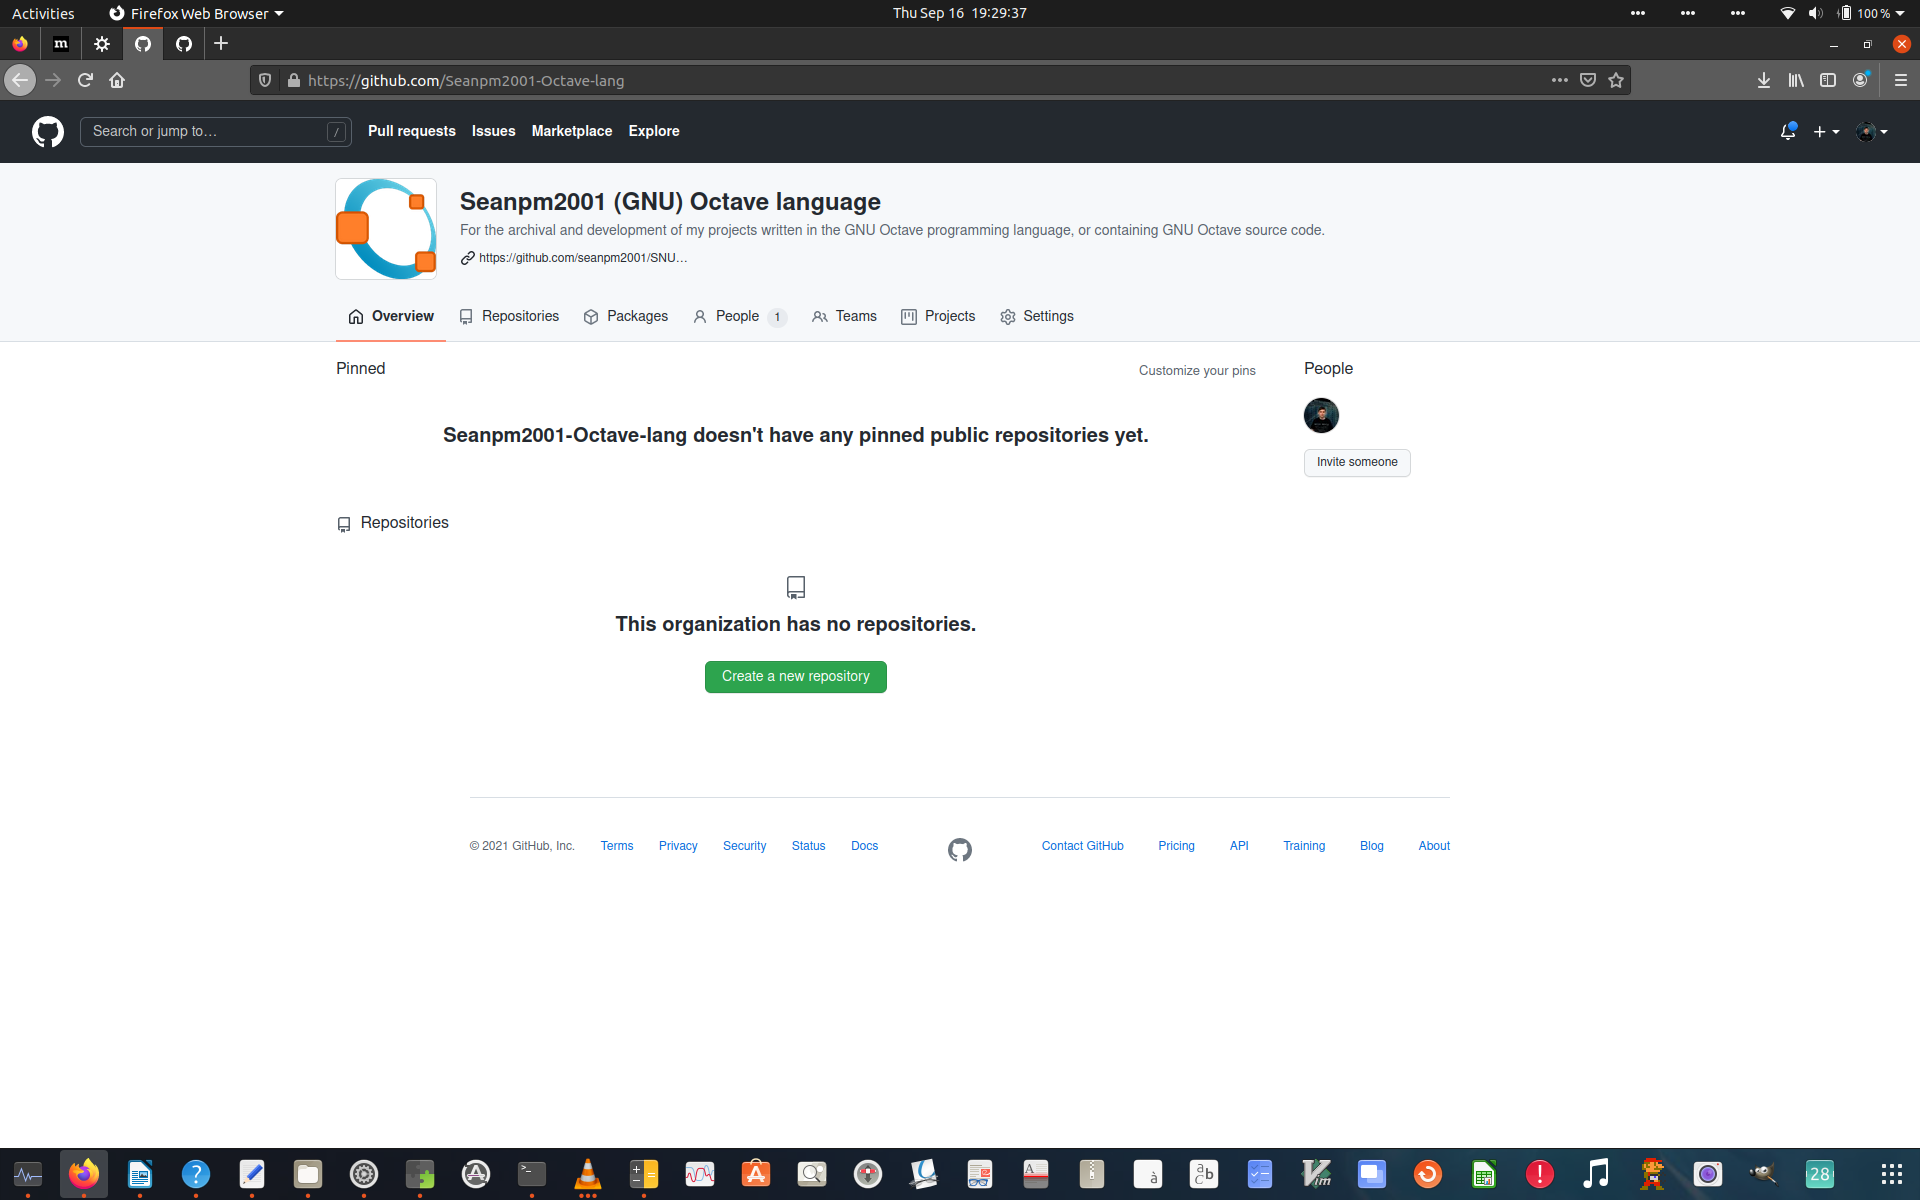 Activities Firefox Web Browser Thu Sep 16 19:29:37 100 %
m
https://github.com/Seanpm2001-Octave-lang
Search or jump to… / Pull requests Issues Marketplace Explore
Seanpm2001 (GNU) Octave language
For the archival and development of my projects written in the GNU Octave programming language, or containing GNU Octave source code.
https://github.com/seanpm2001/SNU…
Overview Repositories Packages People 1 Teams Projects Settings
Pinned Customize your pins People
Seanpm2001-Octave-lang doesn't have any pinned public repositories yet.
Invite someone
Repositories
This organization has no repositories.
Create a new repository
© 2021 GitHub, Inc. Terms Privacy Security Status Docs Contact GitHub Pricing API Training Blog About
? >_ A à a b c Vim ! 28